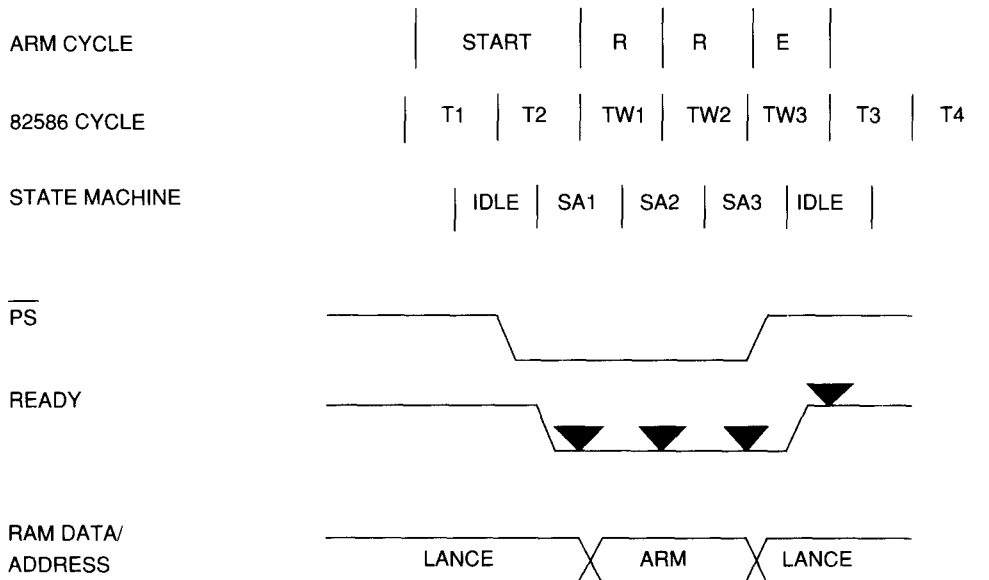 ARM CYCLE START R R E
82586 CYCLE T1 T2 TW1 TW2 TW3 T3 T4
STATE MACHINE IDLE SA1 SA2 SA3 IDLE
PS
READY
RAM DATA/
ADDRESS LANCE ARM LANCE